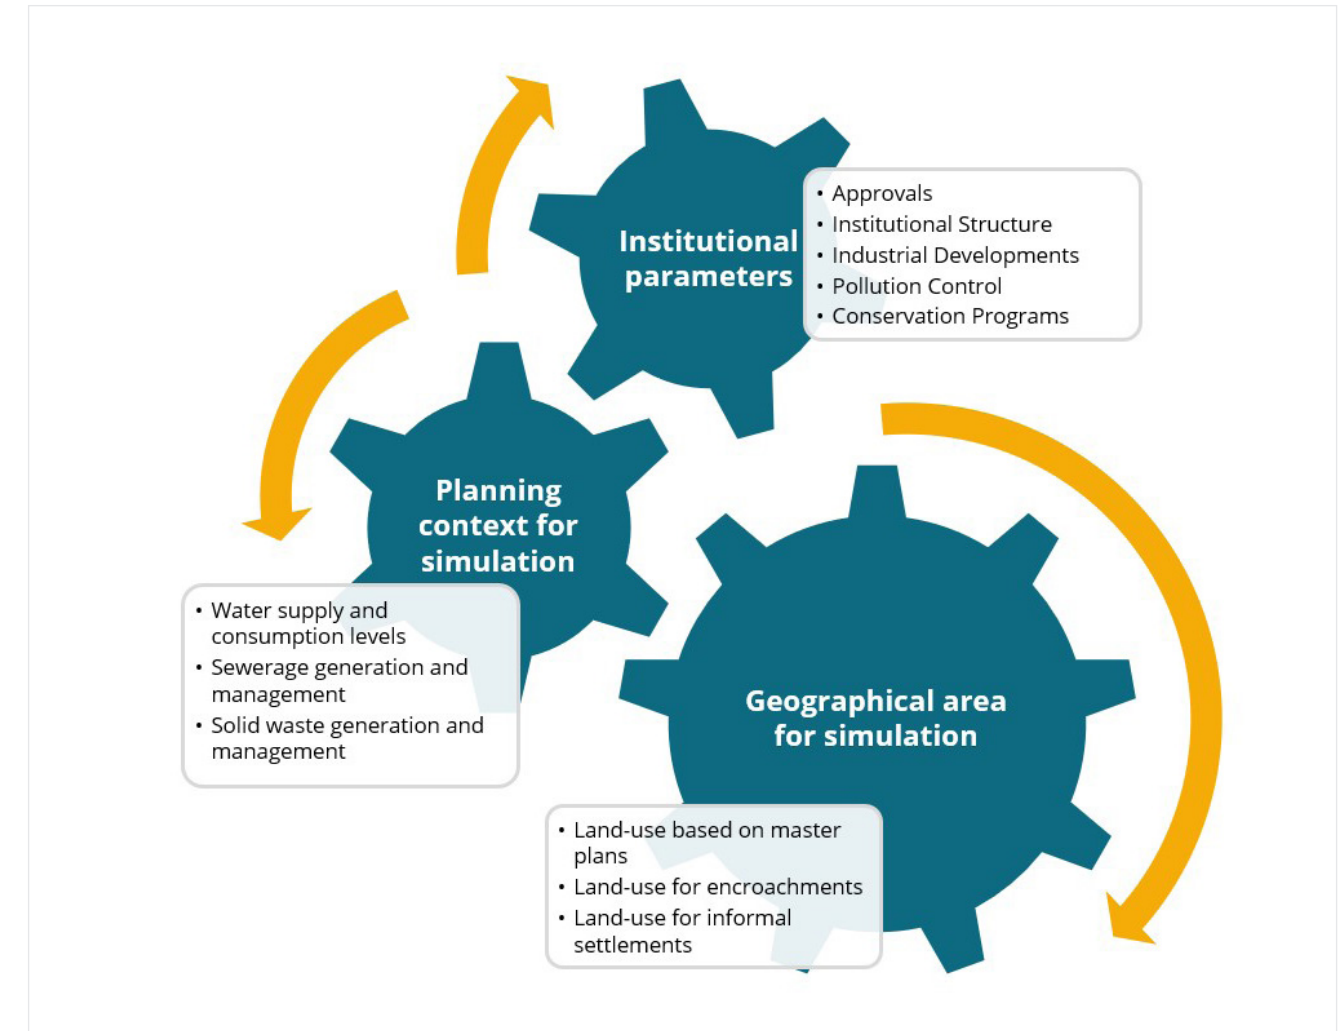 Institutional
parameters
• Approvals
• Institutional Structure
• Industrial Developments
• Pollution Control
• Conservation Programs
Planning
context for
simulation
• Water supply and
consumption levels
• Sewerage generation and
management
• Solid waste generation and
management
Geographical area
for simulation
• Land-use based on master
plans
• Land-use for encroachments
• Land-use for informal
settlements